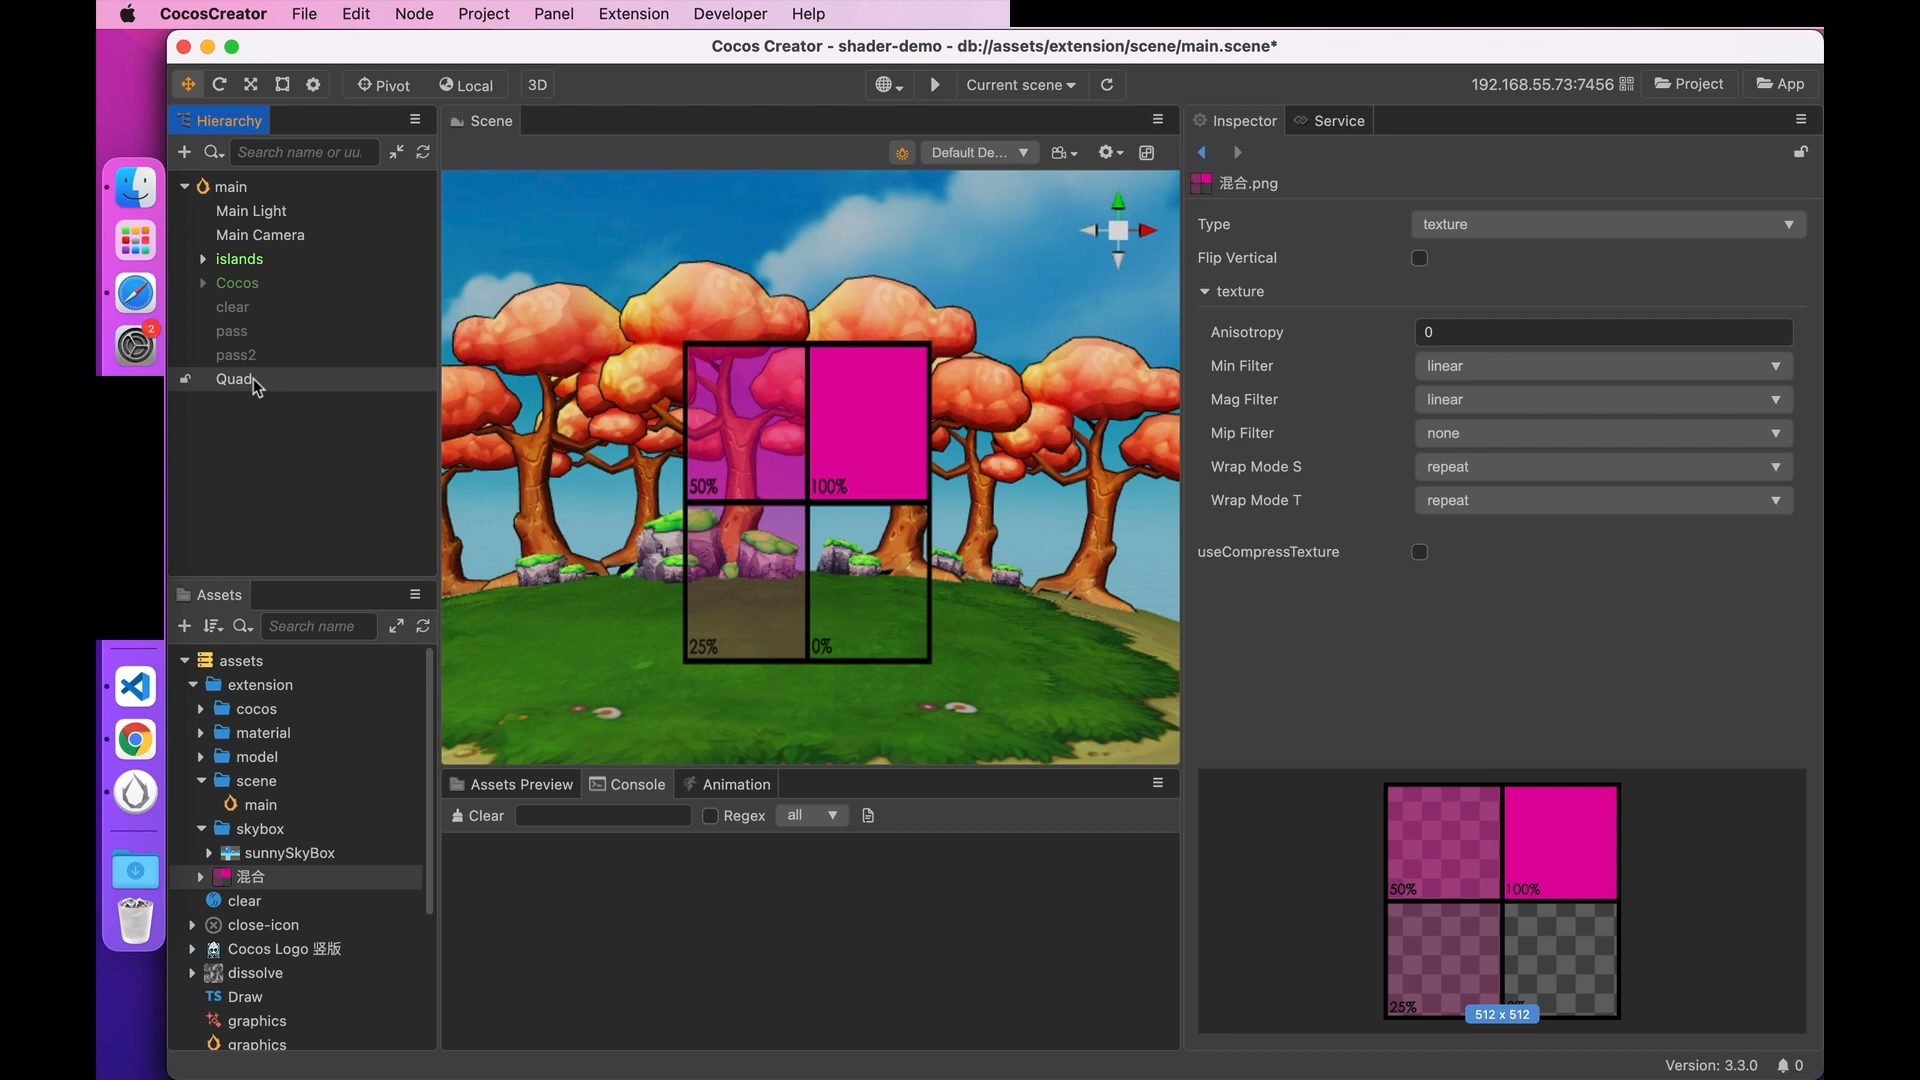 CocosCreator File Edit Node Project Panel Extension Developer Help
Cocos Creator - shader-demo - db://assets/extension/scene/main.scene*
Pivot Local 3D Current scene 192.168.55.73:7456 Project App
Hierarchy
Search name or uu.
main
Main Light
Main Camera
islands
Cocos
clear
pass
pass2
Quad
2
Assets
Search name
assets
extension
cocos
material
model
scene
main
skybox
sunnySkyBox
混合
clear
close-icon
Cocos Logo 竖版
dissolve
TS Draw
graphics
graphics
Scene
Default De...
50% 100%
25% 0%
Assets Preview Console Animation
Clear Regex all
Inspector Service
混合.png
Type texture
Flip Vertical
texture
Anisotropy 0
Min Filter linear
Mag Filter linear
Mip Filter none
Wrap Mode S repeat
Wrap Mode T repeat
useCompressTexture
50% 100%
25%
512 x 512
Version: 3.3.0 0